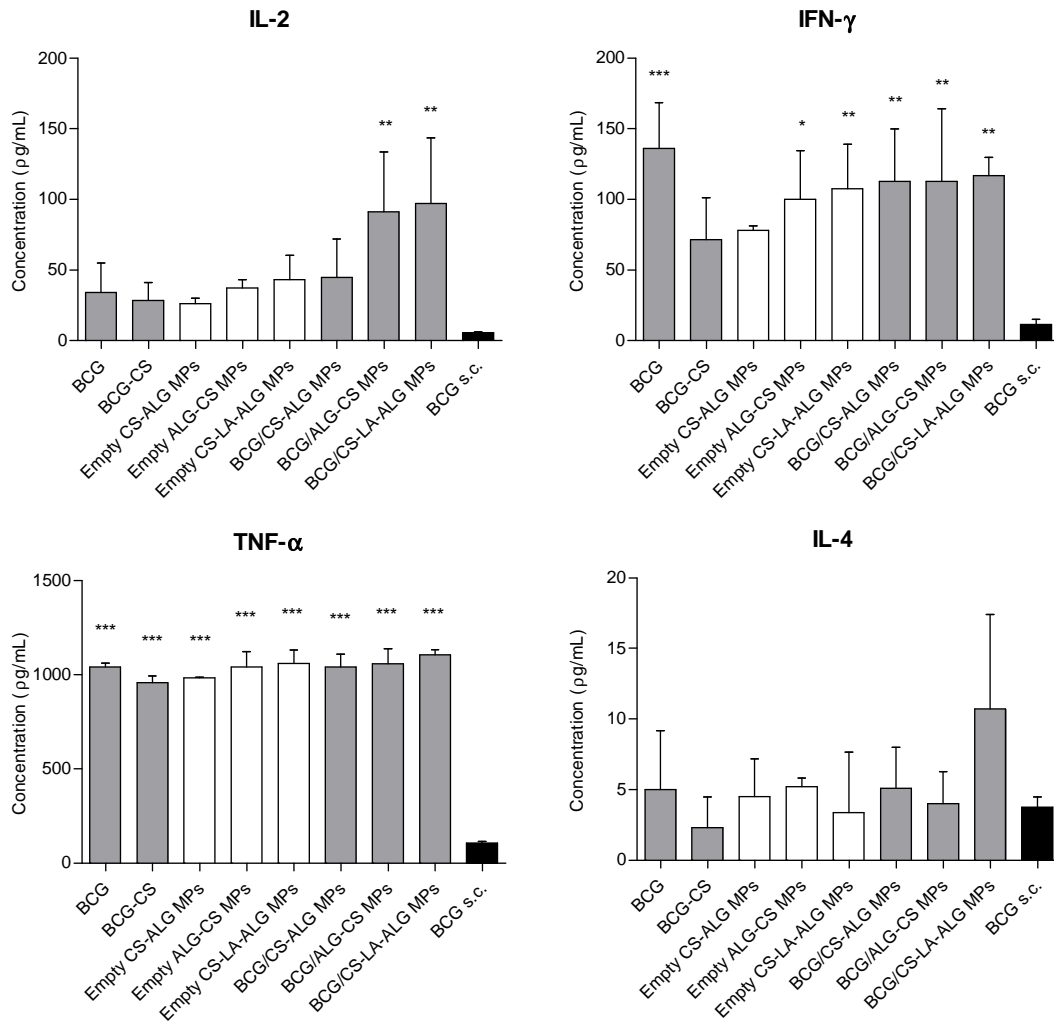 IL-2
Concentration (ρg/mL)
200
150
100
50
0
**
**
BCG
BCG-CS
Empty CS-ALG MPs
Empty ALG-CS MPs
Empty CS-LA-ALG MPs
BCG/CS-ALG MPs
BCG/ALG-CS MPs
BCG/CS-LA-ALG MPs
BCG s.c.
IFN-γ
Concentration (ρg/mL)
200
150
100
50
0
***
*
**
**
**
**
BCG
BCG-CS
Empty CS-ALG MPs
Empty ALG-CS MPs
Empty CS-LA-ALG MPs
BCG/CS-ALG MPs
BCG/ALG-CS MPs
BCG/CS-LA-ALG MPs
BCG s.c.
TNF-α
Concentration (ρg/mL)
1500
1000
500
0
***
***
***
***
***
***
***
***
BCG
BCG-CS
Empty CS-ALG MPs
Empty ALG-CS MPs
Empty CS-LA-ALG MPs
BCG/CS-ALG MPs
BCG/ALG-CS MPs
BCG/CS-LA-ALG MPs
BCG s.c.
IL-4
Concentration (ρg/mL)
20
15
10
5
0
BCG
BCG-CS
Empty CS-ALG MPs
Empty ALG-CS MPs
Empty CS-LA-ALG MPs
BCG/CS-ALG MPs
BCG/ALG-CS MPs
BCG/CS-LA-ALG MPs
BCG s.c.